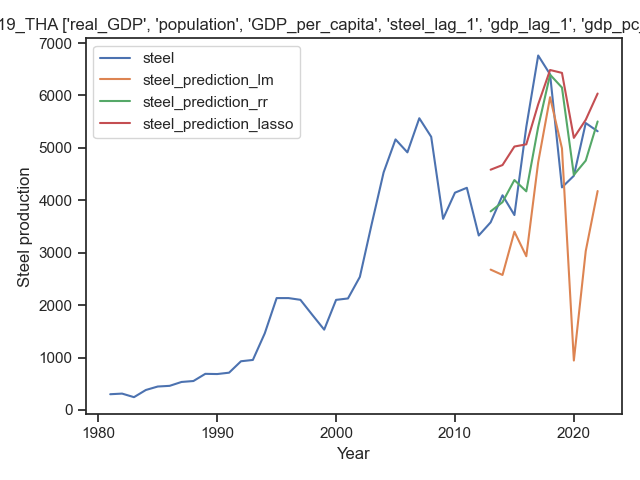 19_THA ['real_GDP', 'population', 'GDP_per_capita', 'steel_lag_1', 'gdp_lag_1', 'gdp_pc_
7000
6000
5000
4000
3000
2000
1000
0
Steel production
steel
steel_prediction_lm
steel_prediction_rr
steel_prediction_lasso
1980
1990
2000
2010
2020
Year